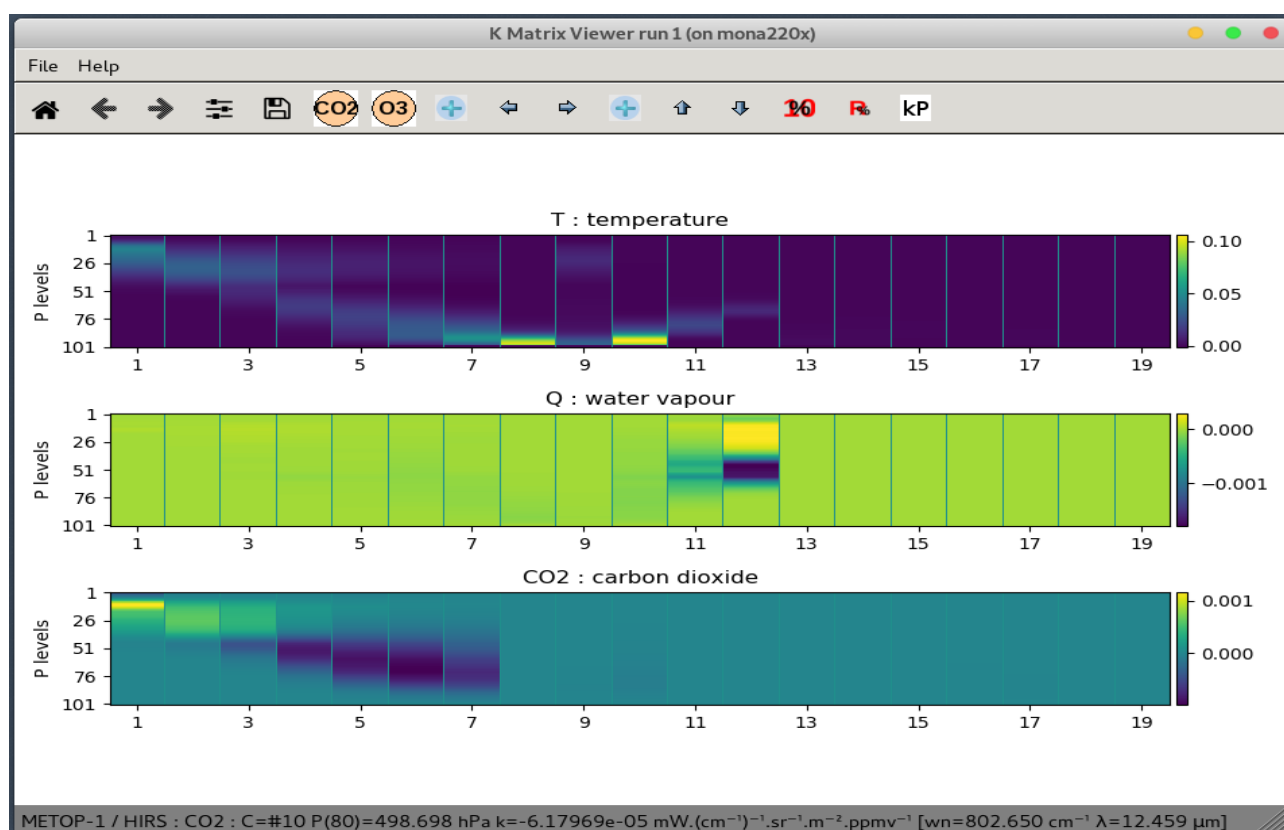 K Matrix Viewer run 1 (on mona220x)
File Help
CO2 O3 10 % R% kP
T : temperature
P levels
1
26
51
76
101
1 3 5 7 9 11 13 15 17 19
0.10
0.05
0.00
Q : water vapour
P levels
1
26
51
76
101
1 3 5 7 9 11 13 15 17 19
0.000
−0.001
CO2 : carbon dioxide
P levels
1
26
51
76
101
1 3 5 7 9 11 13 15 17 19
0.001
0.000
METOP-1 / HIRS : CO2 : C=#10 P(80)=498.698 hPa k=-6.17969e-05 mW.(cm⁻¹)⁻¹.sr⁻¹.m⁻².ppmv⁻¹ [wn=802.650 cm⁻¹ λ=12.459 μm]